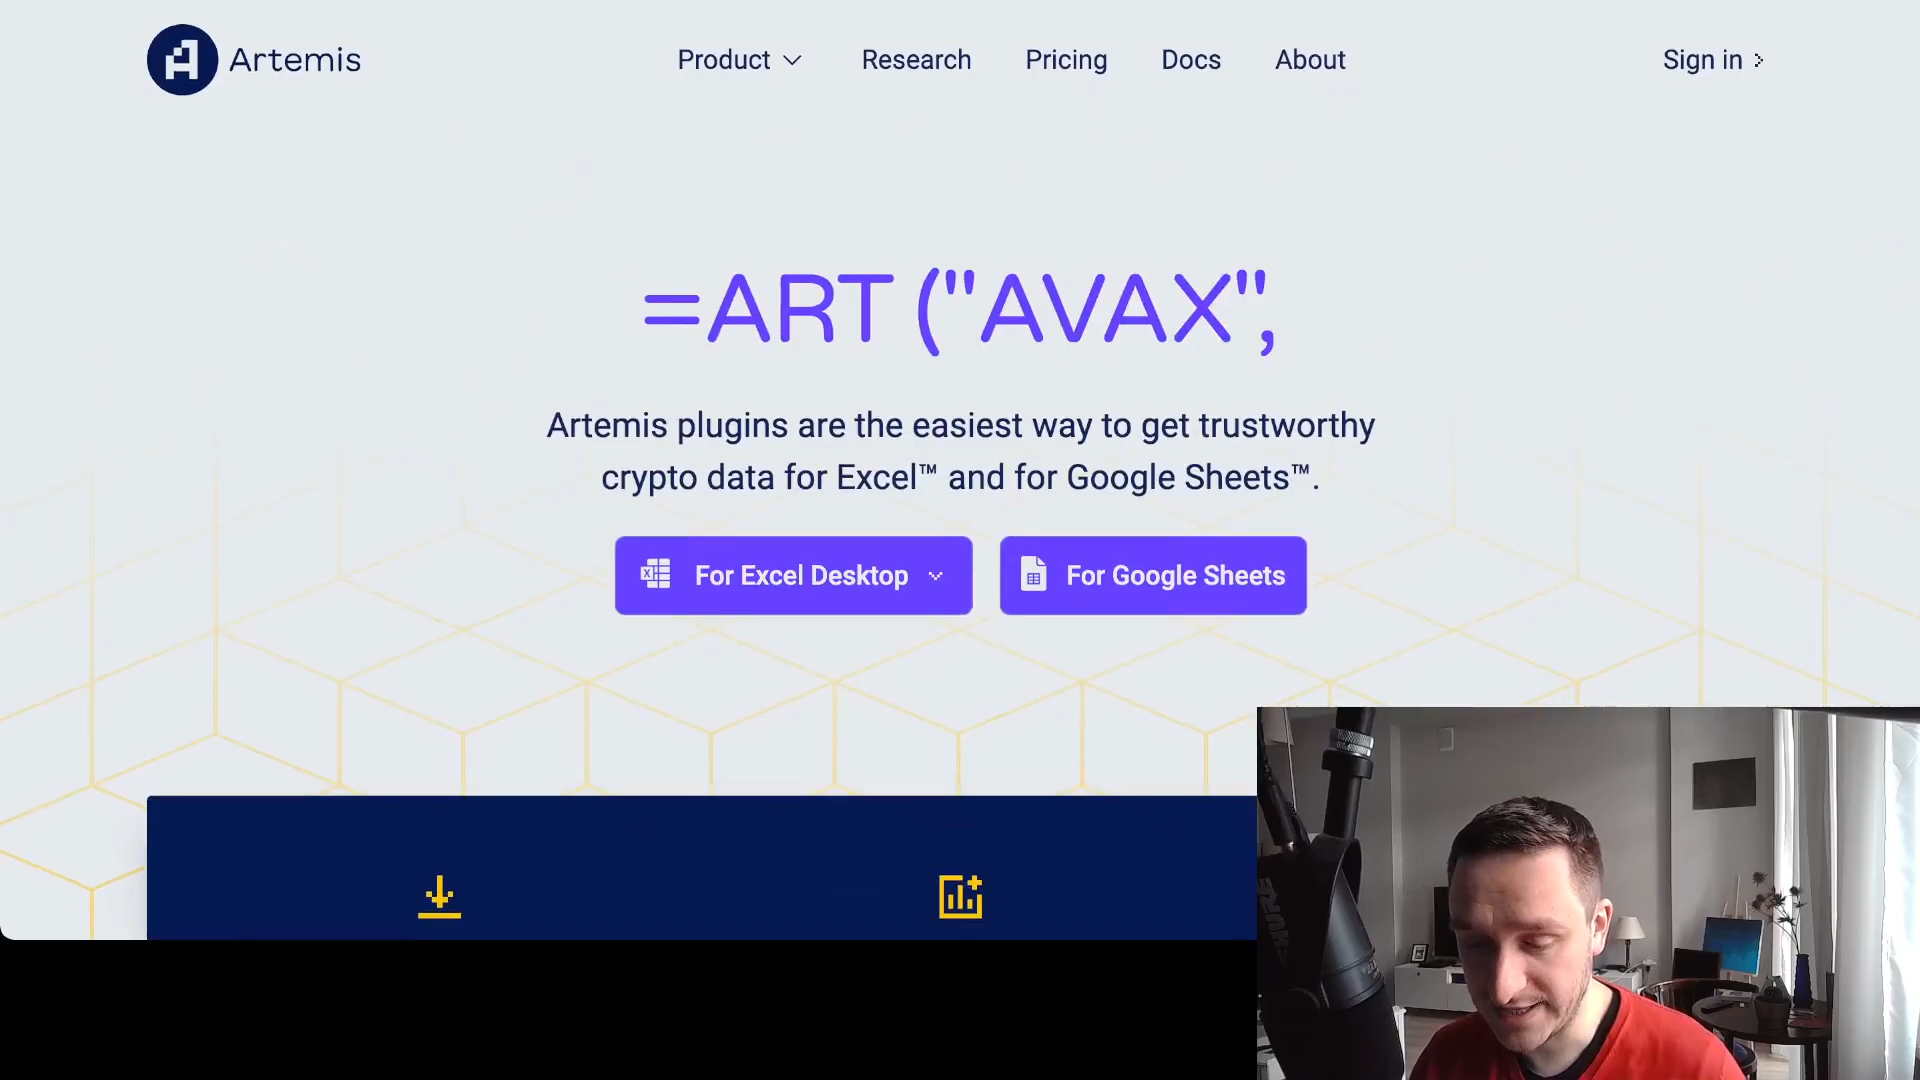 Artemis
Product
Research
Pricing
Docs
About
Sign in
=ART ("AVAX",
Artemis plugins are the easiest way to get trustworthy
crypto data for Excel™ and for Google Sheets™.
For Excel Desktop
For Google Sheets
SHURE